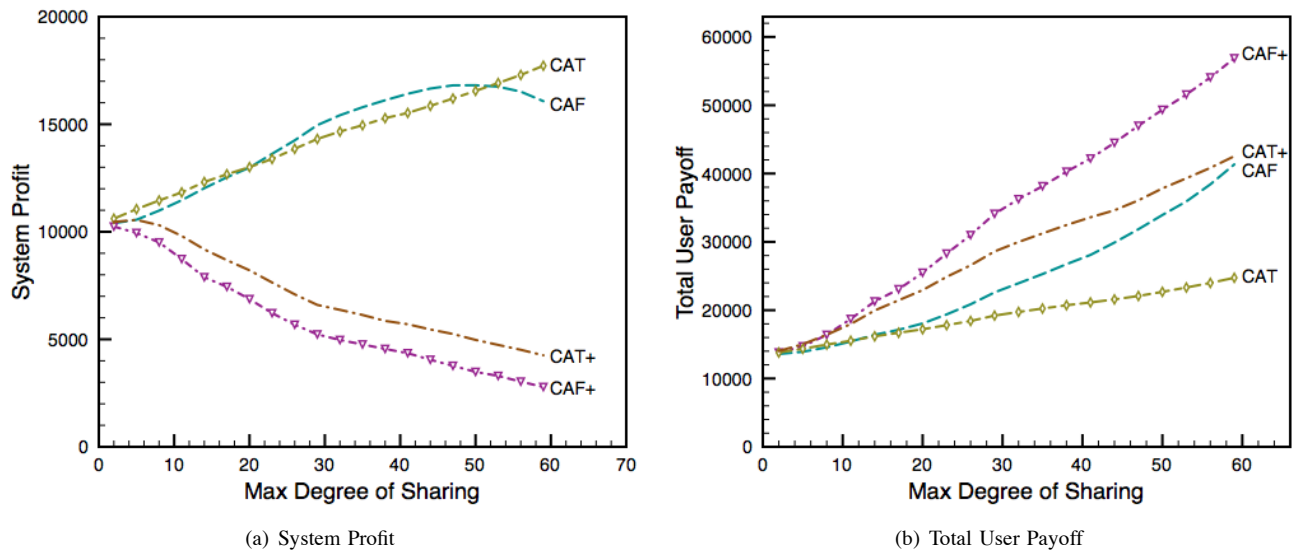 20000
15000
10000
5000
0
System Profit
CAT
CAF
CAT+
CAF+
0 10 20 30 40 50 60 70
Max Degree of Sharing
(a) System Profit
60000
50000
40000
30000
20000
10000
0
Total User Payoff
CAF+
CAT+
CAF
CAT
0 10 20 30 40 50 60
Max Degree of Sharing
(b) Total User Payoff